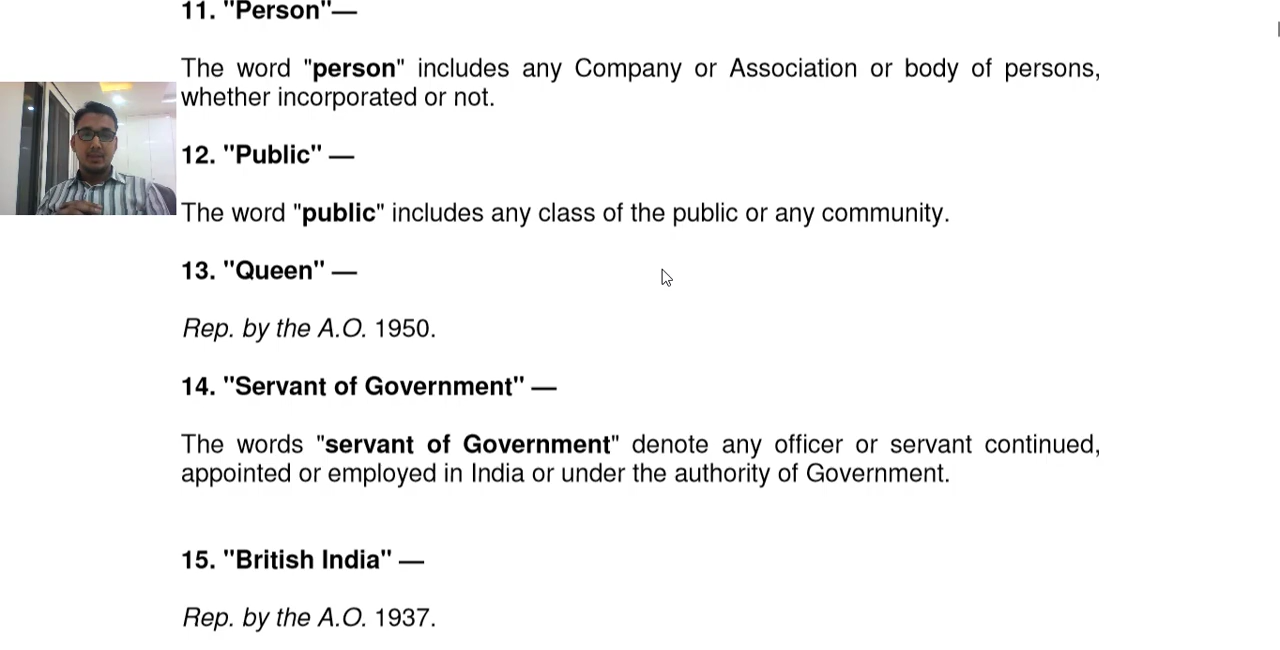 11. "Person"—
The word "person" includes any Company or Association or body of persons,
whether incorporated or not.
12. "Public" —
The word "public" includes any class of the public or any community.
13. "Queen" —
Rep. by the A.O. 1950.
14. "Servant of Government" —
The words "servant of Government" denote any officer or servant continued,
appointed or employed in India or under the authority of Government.
15. "British India" —
Rep. by the A.O. 1937.